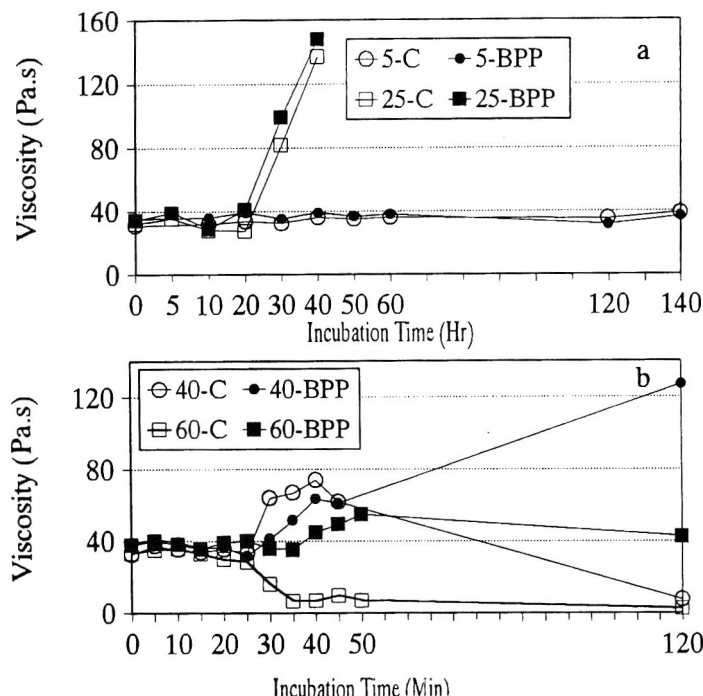 160
120
80
40
0
Viscosity (Pa.s)
a
5-C 5-BPP
25-C 25-BPP
0 5 10 20 30 40 50 60 120 140
Incubation Time (Hr)
120
80
40
0
Viscosity (Pa.s)
b
40-C 40-BPP
60-C 60-BPP
0 5 10 20 30 40 50 120
Incubation Time (Min)